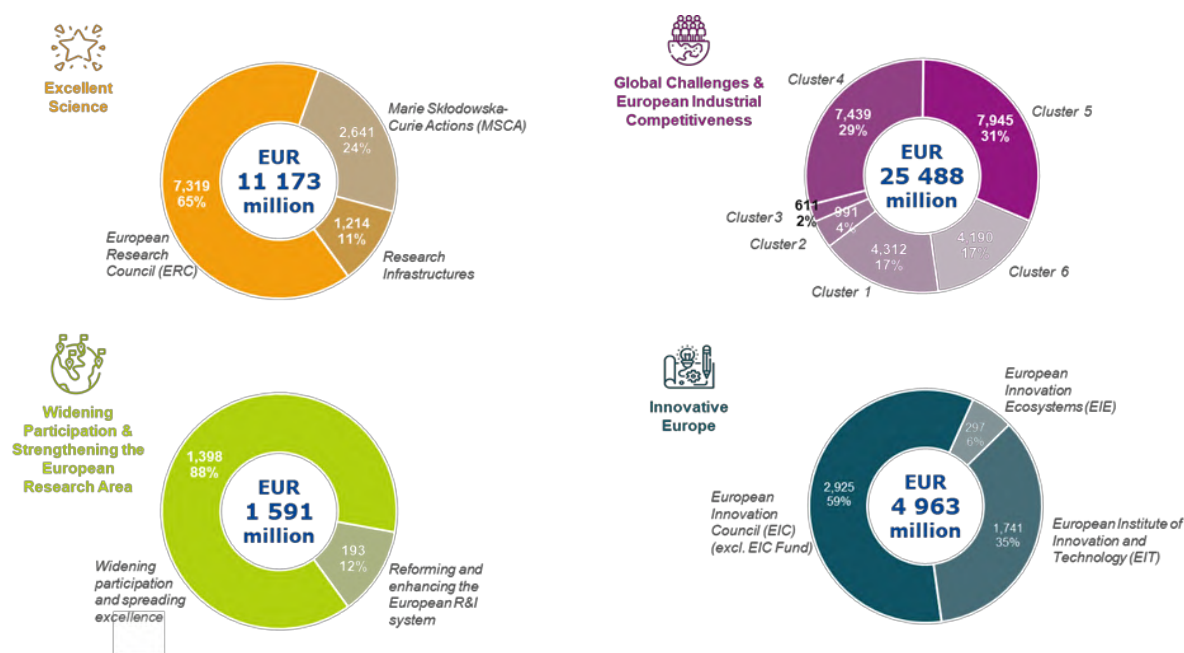 Excellent
Science
Marie Skłodowska-
Curie Actions (MSCA)
2,641
24%
EUR
11 173
million
7,319
65%
1,214
11%
European
Research
Council (ERC)
Research
Infrastructures
Global Challenges &
European Industrial
Competitiveness
Cluster 4
7,439
29%
7,945
31%
Cluster 5
EUR
25 488
million
611
2%
Cluster 3
991
4%
Cluster 2
4,312
17%
Cluster 1
4,190
17%
Cluster 6
Widening
Participation &
Strengthening the
European
Research Area
1,398
88%
EUR
1 591
million
193
12%
Widening
participation
and spreading
excellence
Reforming and
enhancing the
European R&I
system
Innovative
Europe
European
Innovation
Ecosystems (EIE)
297
6%
2,925
59%
EUR
4 963
million
European
Innovation
Council (EIC)
(excl. EIC Fund)
1,741
35%
European Institute of
Innovation and
Technology (EIT)